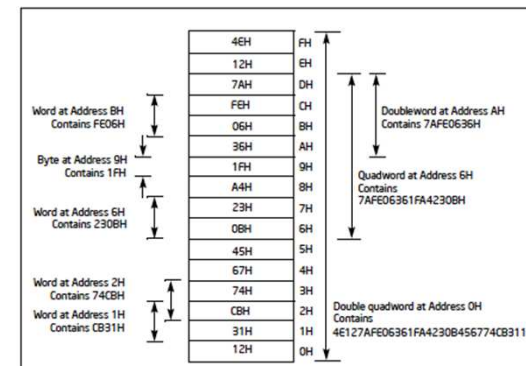 4EH FH
12H EH
7AH DH
FEH CH
06H BH
36H AH
1FH 9H
A4H 8H
23H 7H
0BH 6H
45H 5H
67H 4H
74H 3H
CBH 2H
31H 1H
12H 0H
Word at Address BH
Contains FE06H
Byte at Address 9H
Contains 1FH
Word at Address 6H
Contains 230BH
Word at Address 2H
Contains 74CBH
Word at Address 1H
Contains CB31H
Doubleword at Address AH
Contains 7AFE0636H
Quadword at Address 6H
Contains
7AFE06361FA4230BH
Double quadword at Address 0H
Contains
4E127AFE06361FA4230B456774CB311